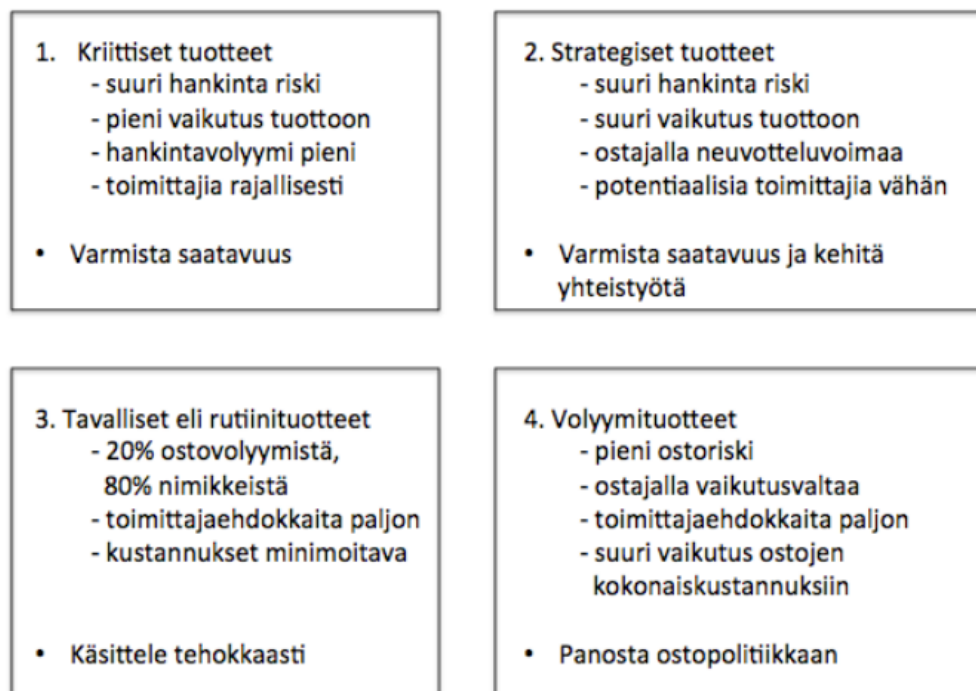 1. Kriittiset tuotteet
- suuri hankinta riski
- pieni vaikutus tuottoon
- hankintavolyymi pieni
- toimittajia rajallisesti
• Varmista saatavuus
2. Strategiset tuotteet
- suuri hankinta riski
- suuri vaikutus tuottoon
- ostajalla neuvotteluvoimaa
- potentiaalisia toimittajia vähän
• Varmista saatavuus ja kehitä
yhteistyötä
3. Tavalliset eli rutiinituotteet
- 20% ostovolyymistä,
80% nimikkeistä
- toimittajaehdokkaita paljon
- kustannukset minimoitava
• Käsittele tehokkaasti
4. Volyymituotteet
- pieni ostoriski
- ostajalla vaikutusvaltaa
- toimittajaehdokkaita paljon
- suuri vaikutus ostojen
kokonaiskustannuksiin
• Panosta ostopolitiikkaan